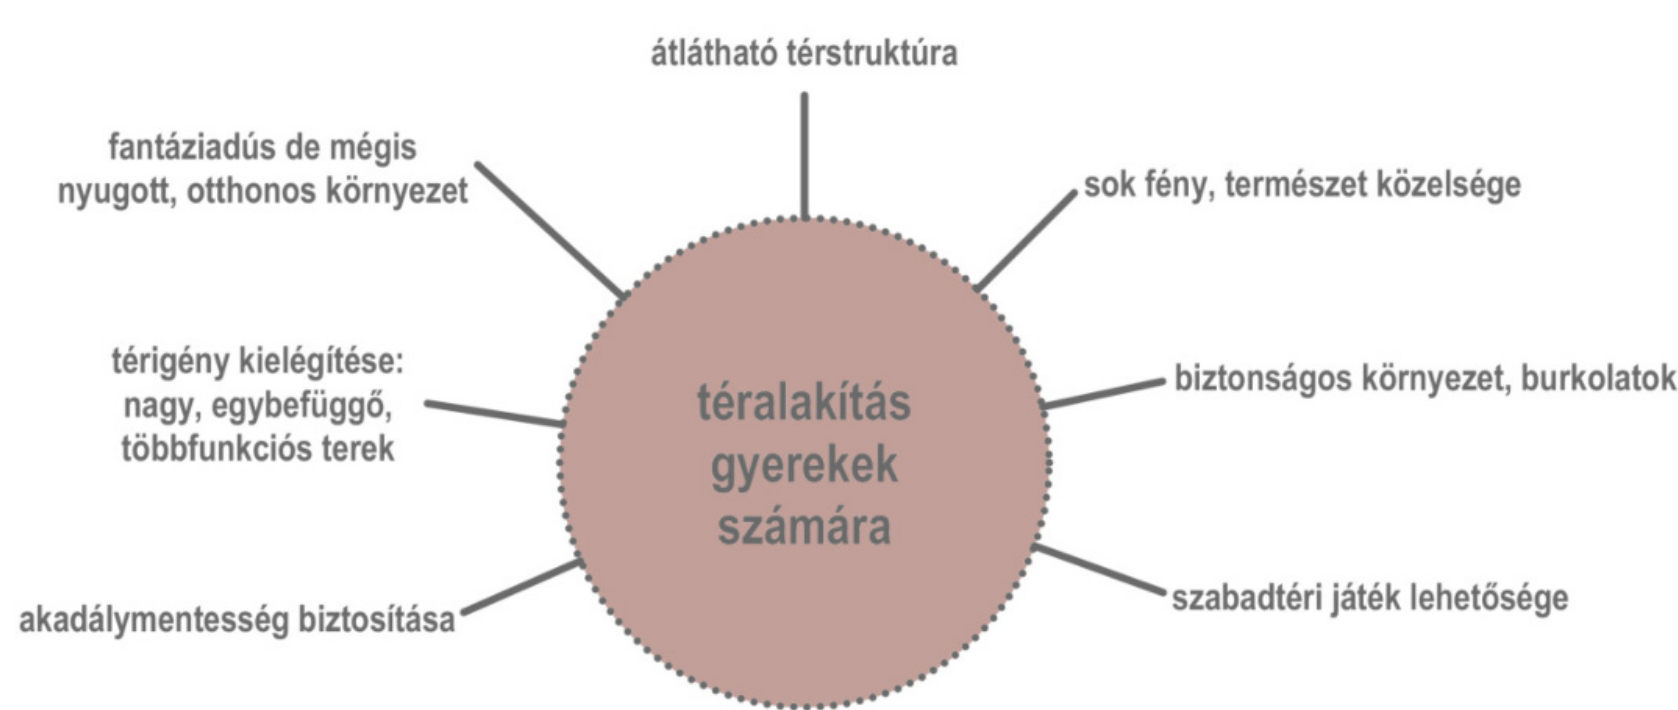 átlátható térstruktúra
fantáziadús de mégis
nyugott, otthonos környezet
sok fény, természet közelsége
térigény kielégítése:
nagy, egybefüggő,
többfunkciós terek
biztonságos környezet, burkolatok
téralakítás
gyerekek
számára
akadálymentesség biztosítása
szabadtéri játék lehetősége